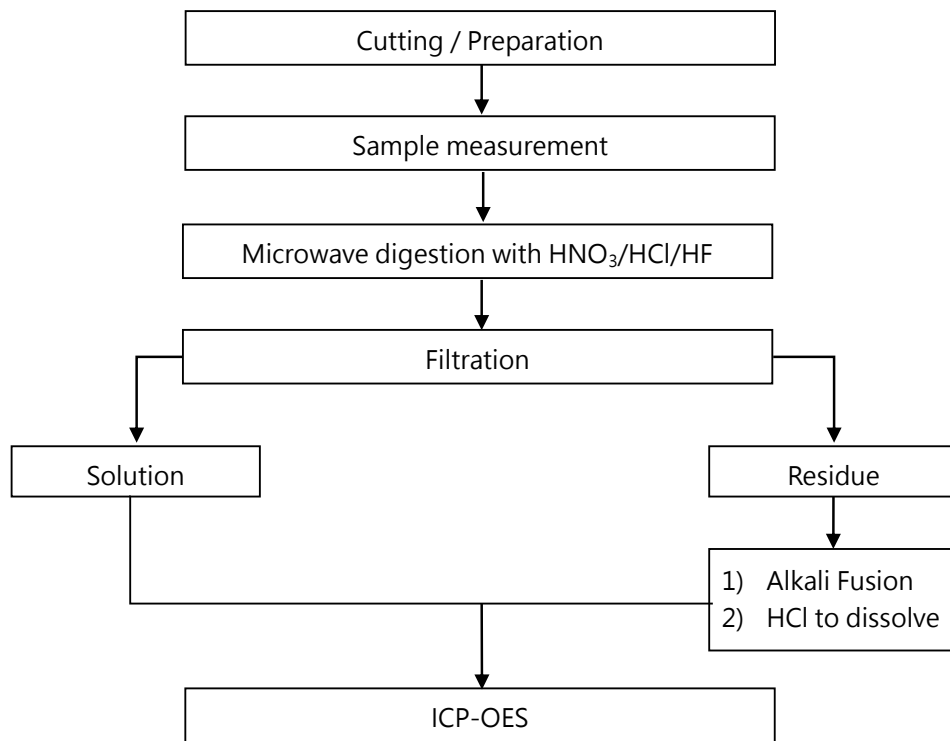 Cutting / Preparation
Sample measurement
Microwave digestion with HNO₃/HCl/HF
Filtration
Solution
Residue
1) Alkali Fusion
2) HCl to dissolve
ICP-OES